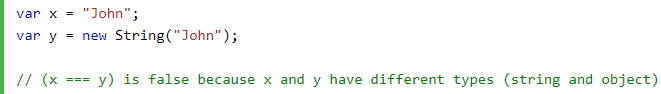 var x = "John";
var y = new String("John");
// (x === y) is false because x and y have different types (string and object)